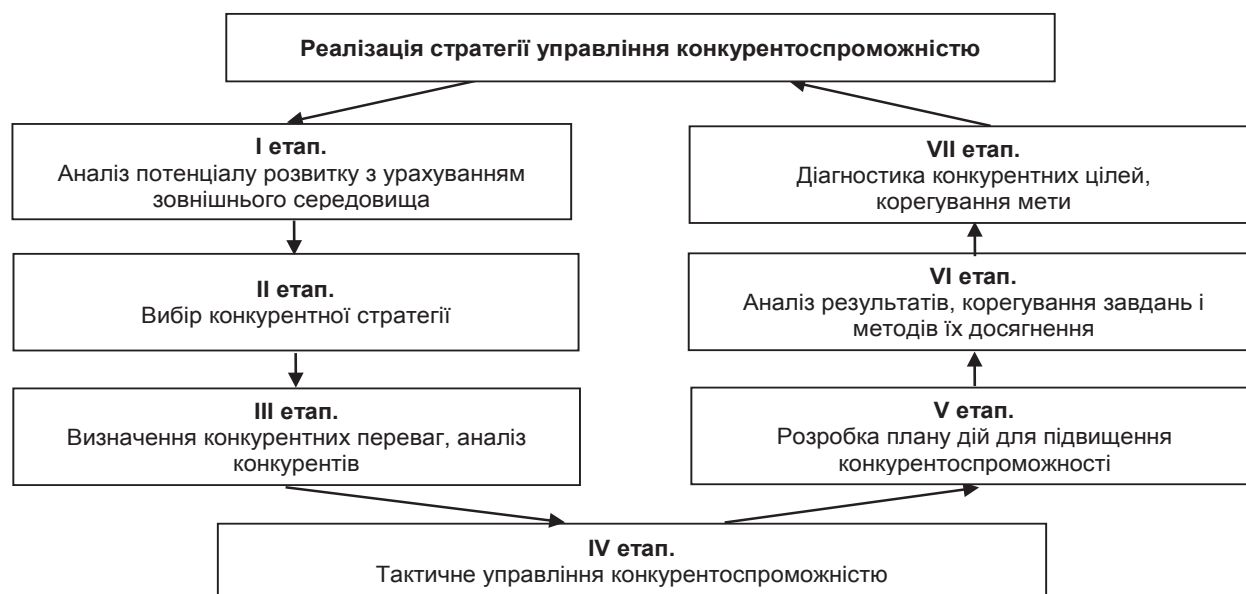 Реалізація стратегії управління конкурентоспроможністю
I етап.
Аналіз потенціалу розвитку з урахуванням
зовнішнього середовища
II етап.
Вибір конкурентної стратегії
III етап.
Визначення конкурентних переваг, аналіз
конкурентів
IV етап.
Тактичне управління конкурентоспроможністю
V етап.
Розробка плану дій для підвищення
конкурентоспроможності
VI етап.
Аналіз результатів, корегування завдань і
методів їх досягнення
VII етап.
Діагностика конкурентних цілей,
корегування мети